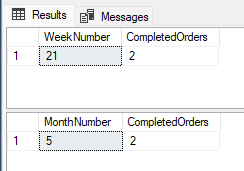 Results Messages
WeekNumber CompletedOrders
1 21 2
MonthNumber CompletedOrders
1 5 2